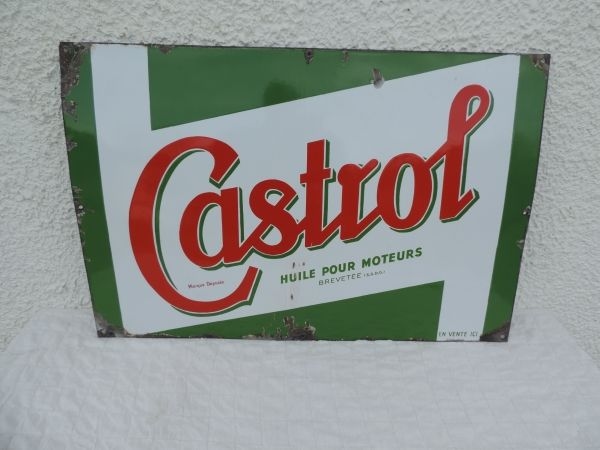 Castrol
HUILE POUR MOTEURS
Marque Déposée
BREVETÉE (S.G.D.G.)
EN VENTE ICI